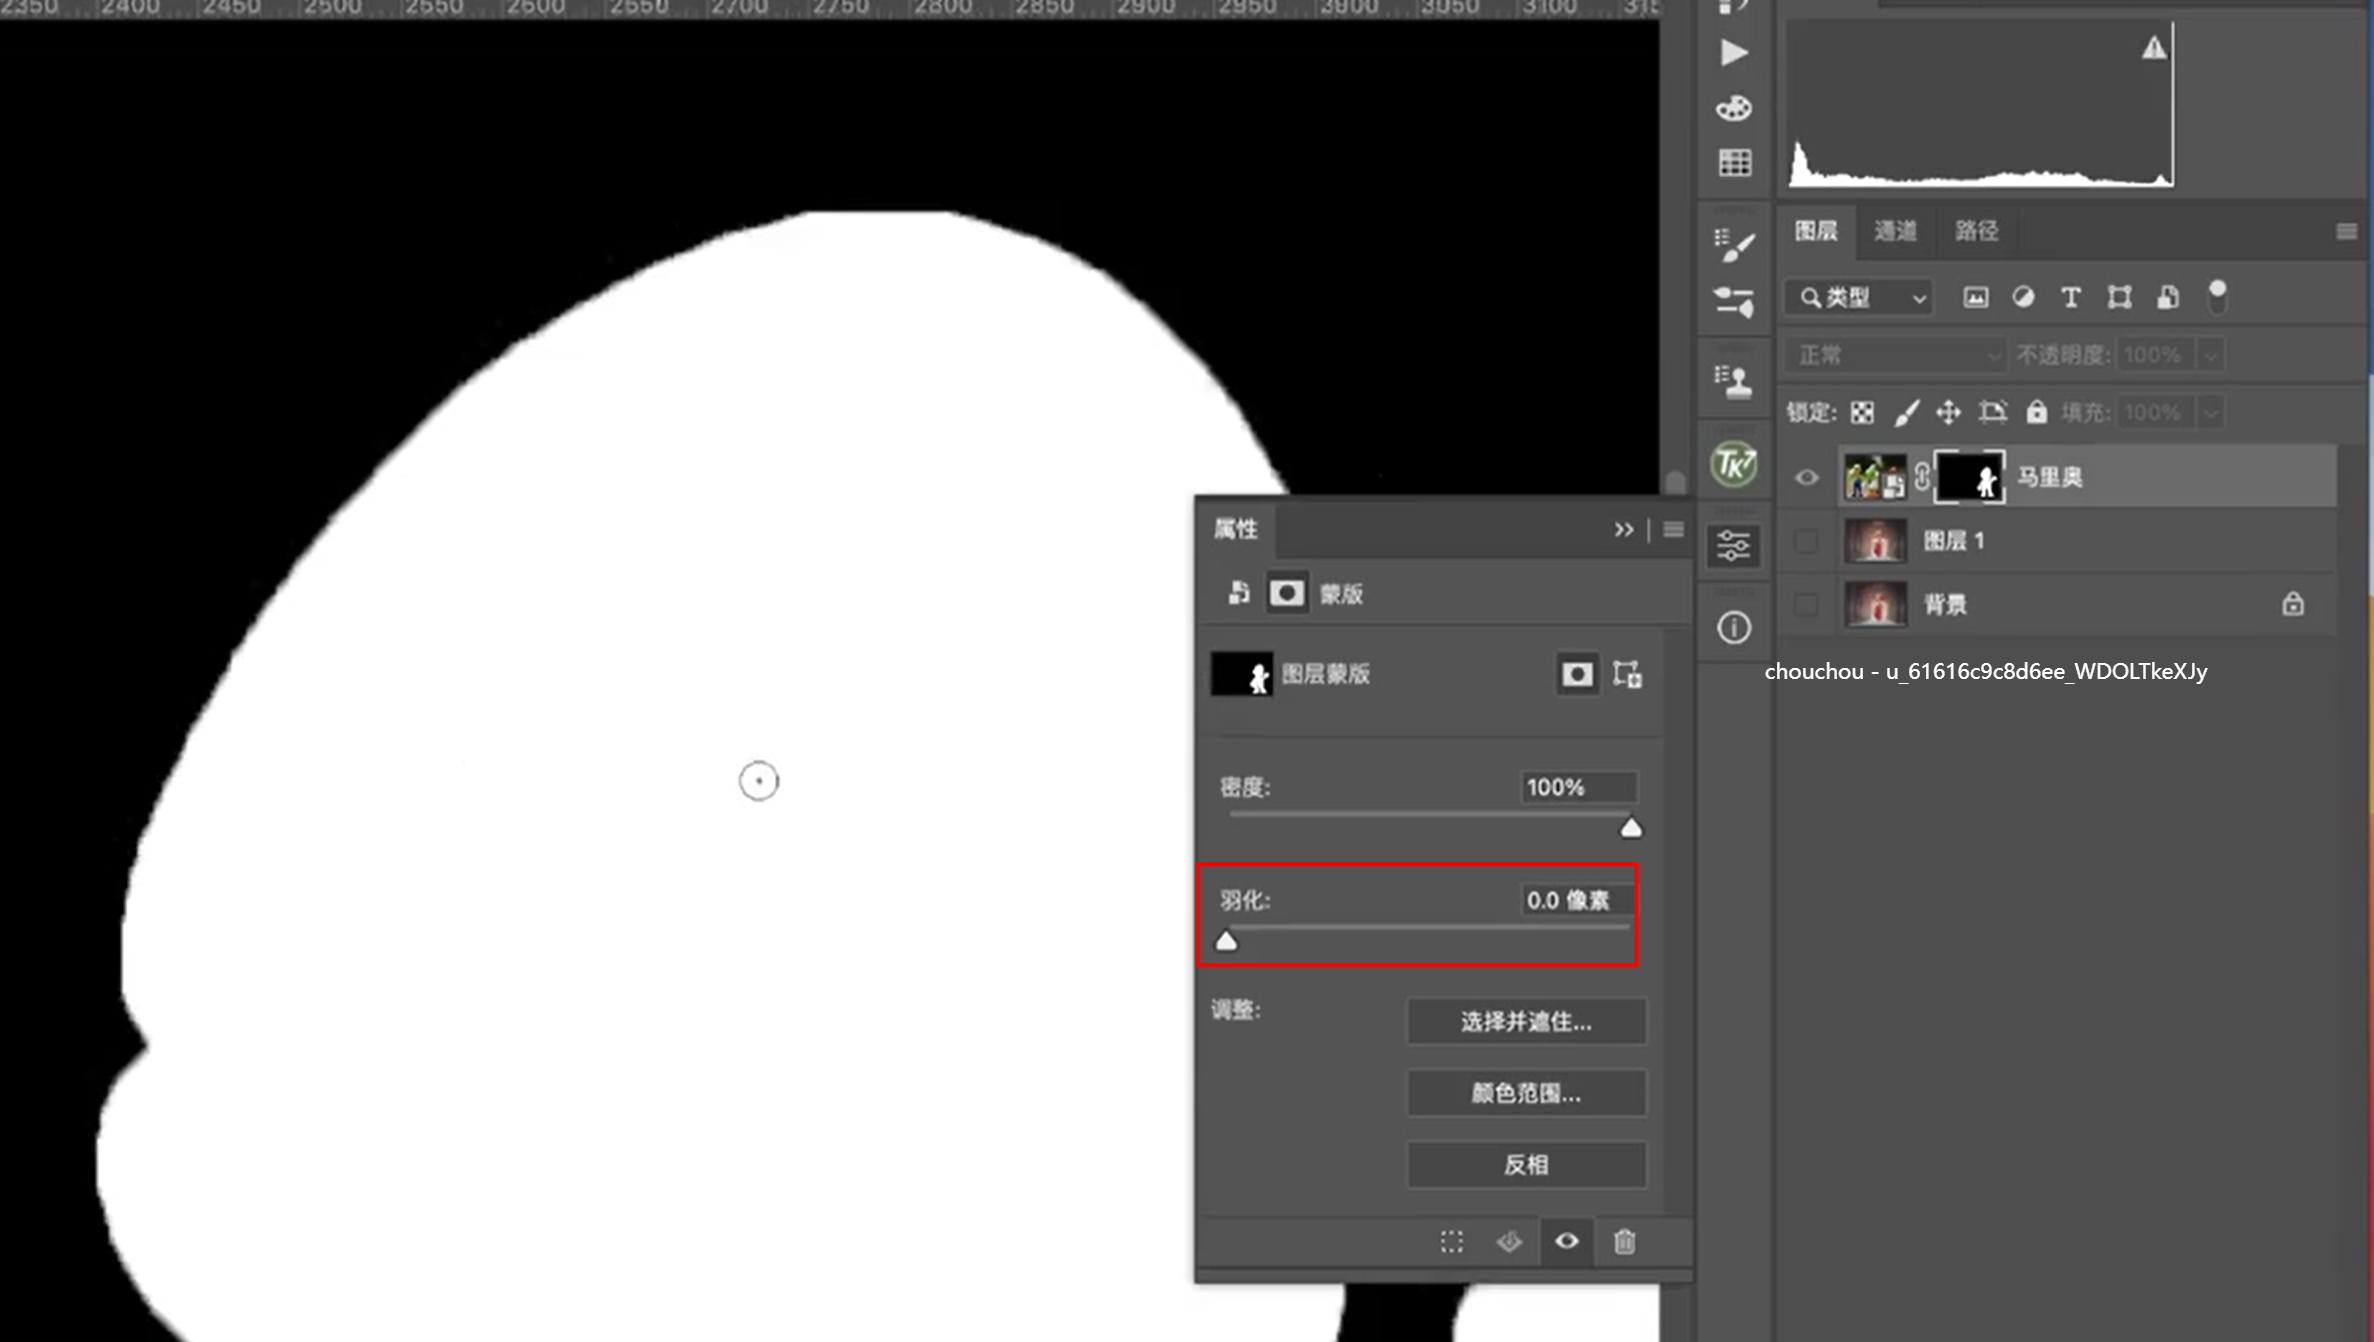 2350 2400 2450 2500 2550 2600 2650 2700 2750 2800 2850 2900 2950 3000 3050 3100
图层 通道 路径
类型
正常 不透明度: 100%
锁定: 填充: 100%
TK7
马里奥
图层 1
背景
chouchou - u_61616c9c8d6ee_WDOLTkeXJy
属性
蒙版
图层蒙版
密度: 100%
羽化: 0.0 像素
调整: 选择并遮住...
颜色范围...
反相